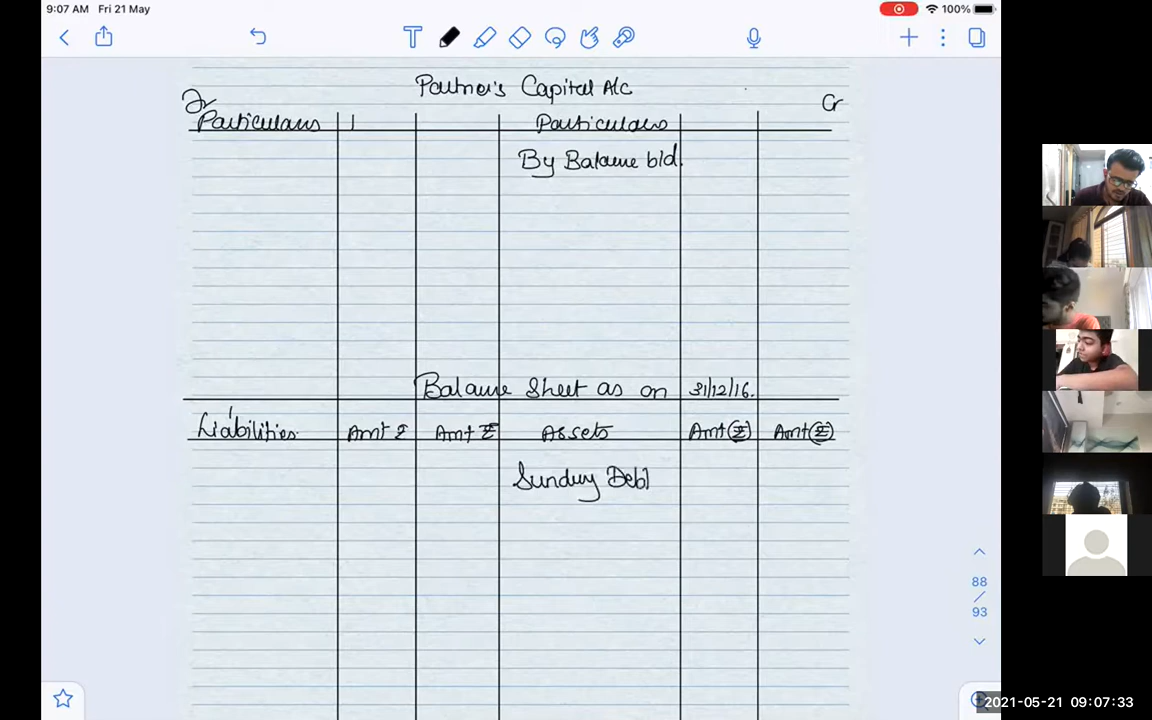 9:07 AM Fri 21 May
100%
Partner's Capital A/c
Dr
Cr
Particulars Particulars
By Balance b/d.
Balance Sheet as on 31/12/16.
Liabilities Amt ₹ Amt ₹ Assets Amt (₹) Amt (₹)
Sundry Deb
88
/
93
2021-05-21 09:07:33